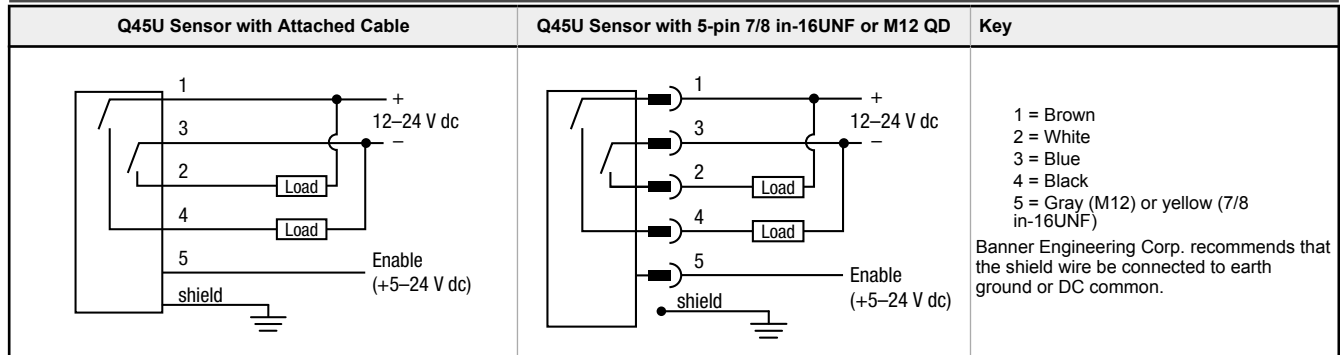 Q45U Sensor with Attached Cable
1
+
12–24 V dc
3
–
2
Load
4
Load
5
Enable
(+5–24 V dc)
shield
Q45U Sensor with 5-pin 7/8 in-16UNF or M12 QD
1
+
12–24 V dc
3
–
2
Load
4
Load
5
Enable
(+5–24 V dc)
shield
Key
1 = Brown
2 = White
3 = Blue
4 = Black
5 = Gray (M12) or yellow (7/8
in-16UNF)
Banner Engineering Corp. recommends that
the shield wire be connected to earth
ground or DC common.